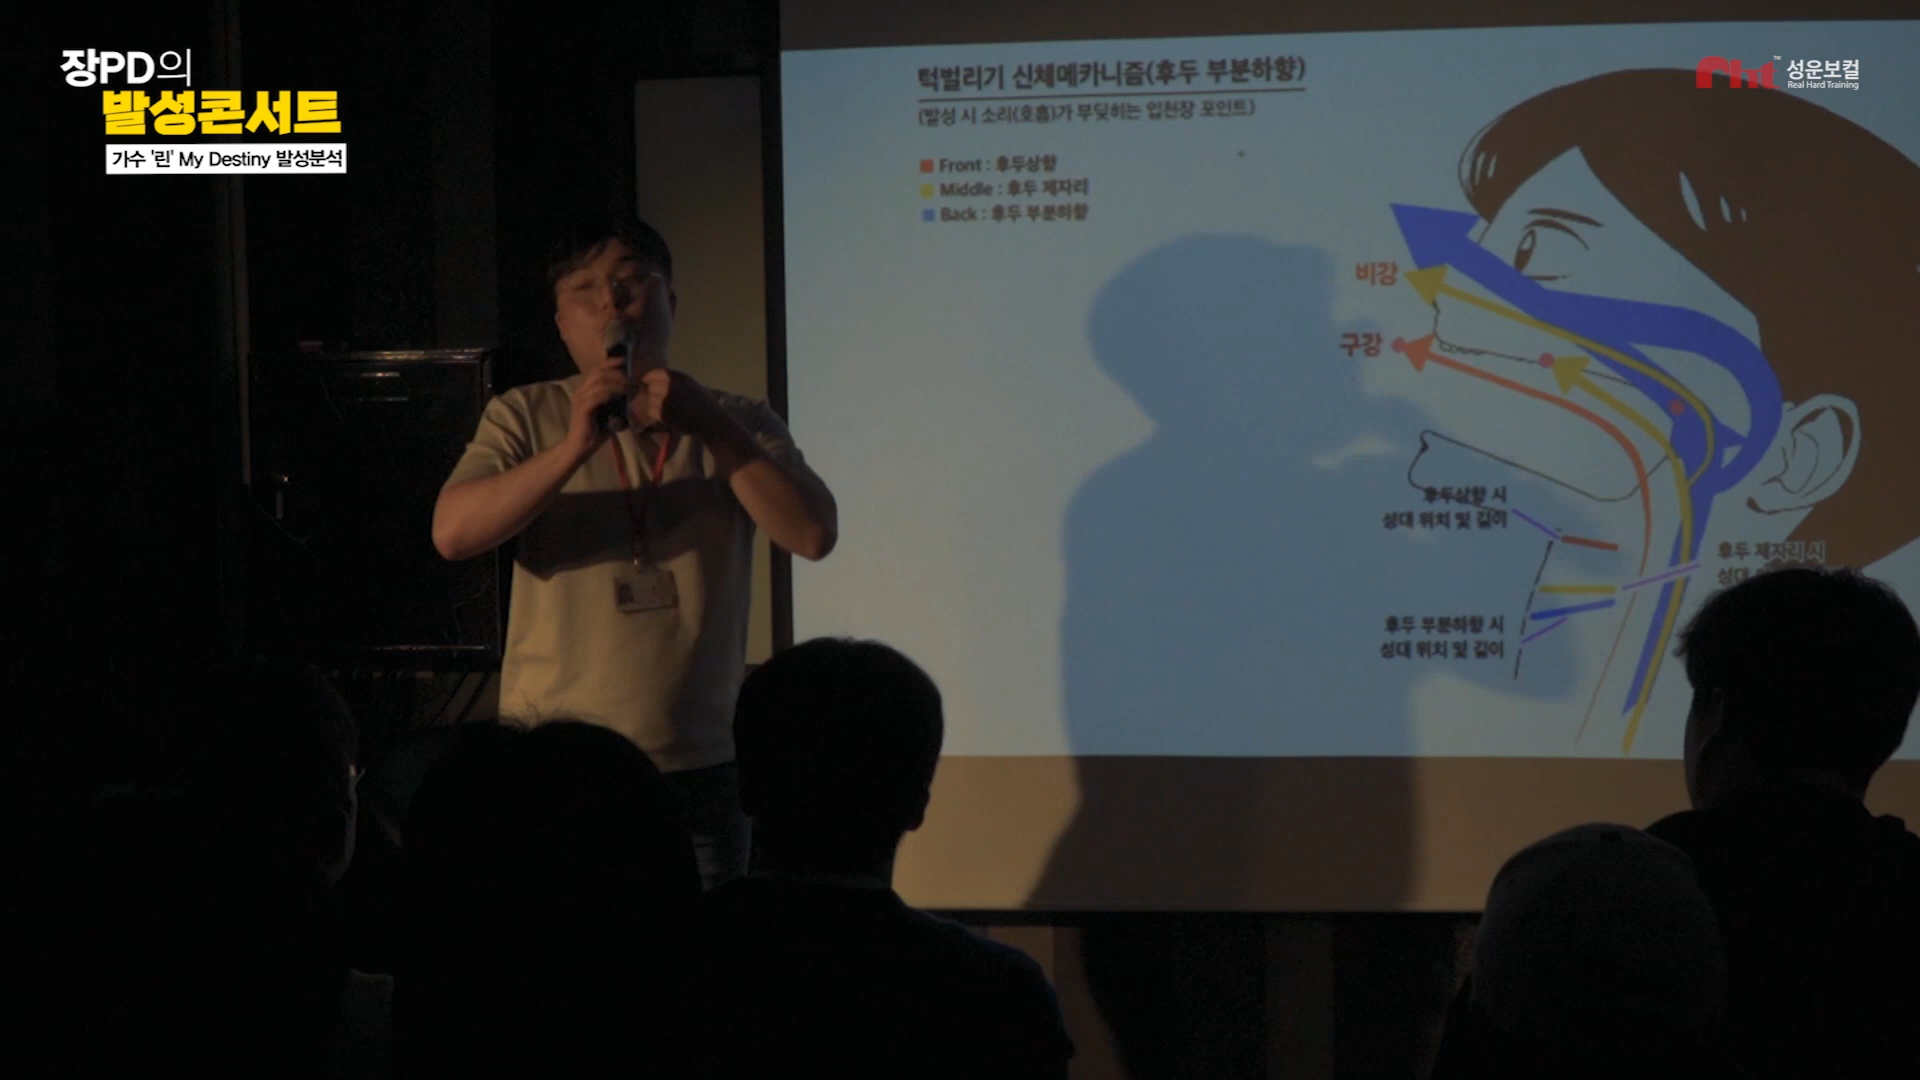 장PD의
발성콘서트
가수 '린' My Destiny 발성분석
성운보컬
Real Hard Training
턱벌리기 신체메카니즘(후두 부분하향)
(발성 시 소리(호흡)가 부딪히는 입천장 포인트)
Front : 후두상향
Middle : 후두 제자리
Back : 후두 부분하향
비강
구강
후두상향 시
성대 위치 및 길이
후두 제자리 시
성대
후두 부분하향 시
성대 위치 및 길이